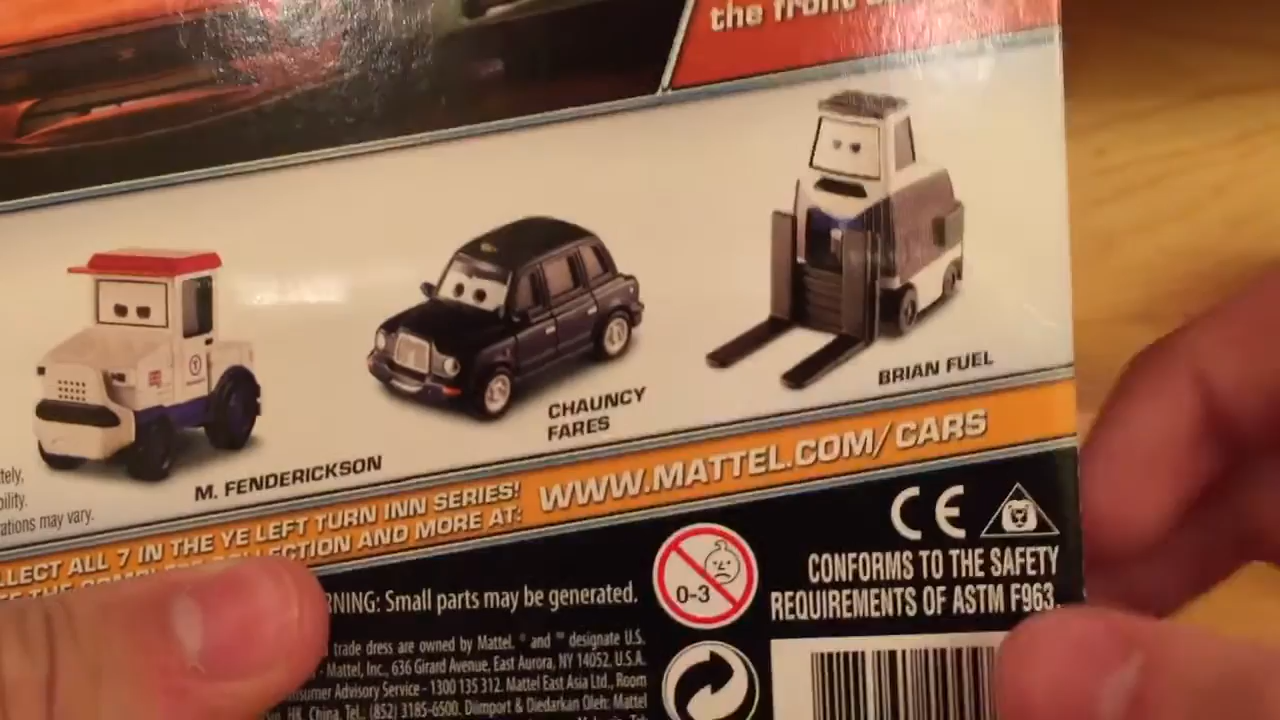 the front
M. FENDERICKSON
CHAUNCY
FARES
BRIAN FUEL
tely,
bility.
ations may vary.
LLECT ALL 7 IN THE YE LEFT TURN INN SERIES!
CTION AND MORE AT:
WWW.MATTEL.COM/CARS
CE
0-3
CONFORMS TO THE SAFETY
REQUIREMENTS OF ASTM F963.
RNING: Small parts may be generated.
trade dress are owned by Mattel. ® and ™ designate U.S.
Mattel, Inc., 636 Girard Avenue, East Aurora, NY 14052, U.S.A.
sumer Advisory Service - 1300 135 312. Mattel East Asia Ltd., Room
HK, China. Tel.: (852) 3185-6500. Diimport & Diedarkan Oleh: Mattel